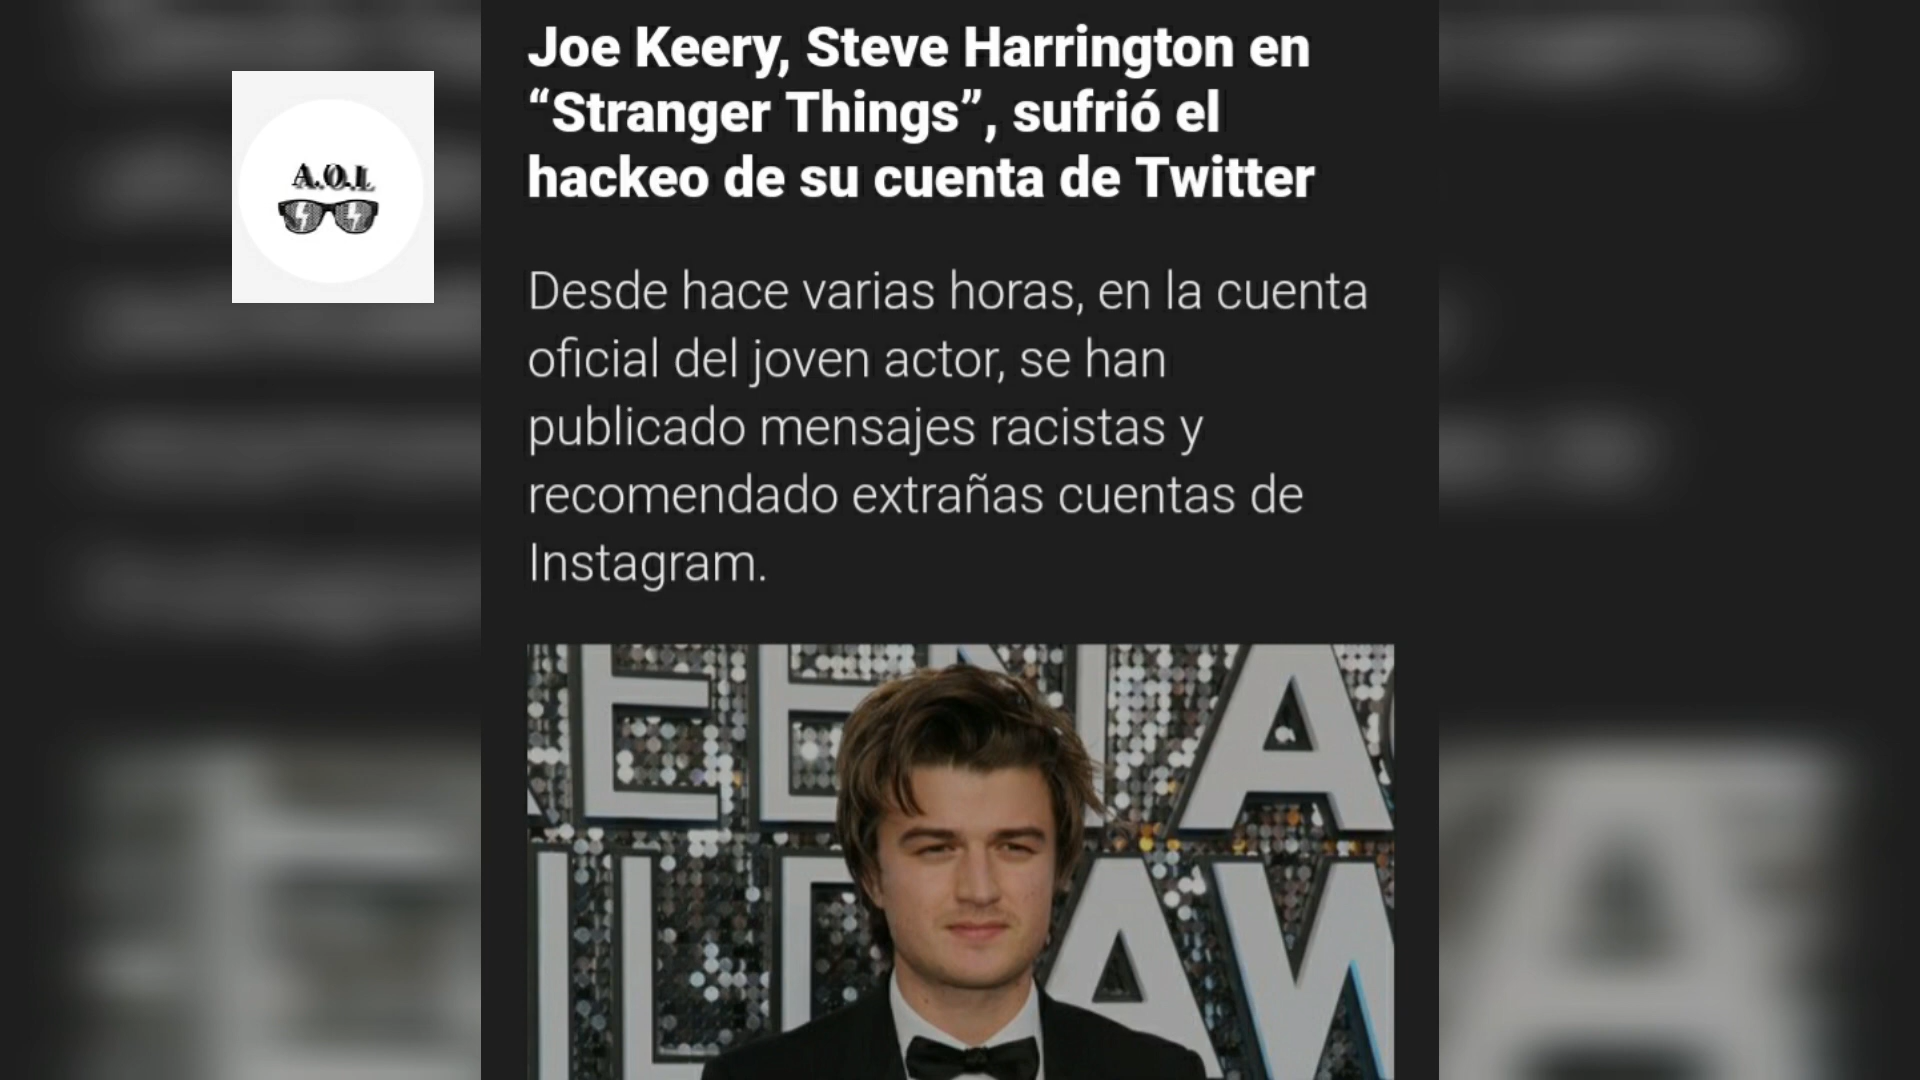 A.O.I.
Joe Keery, Steve Harrington en
“Stranger Things”, sufrió el
hackeo de su cuenta de Twitter
Desde hace varias horas, en la cuenta
oficial del joven actor, se han
publicado mensajes racistas y
recomendado extrañas cuentas de
Instagram.